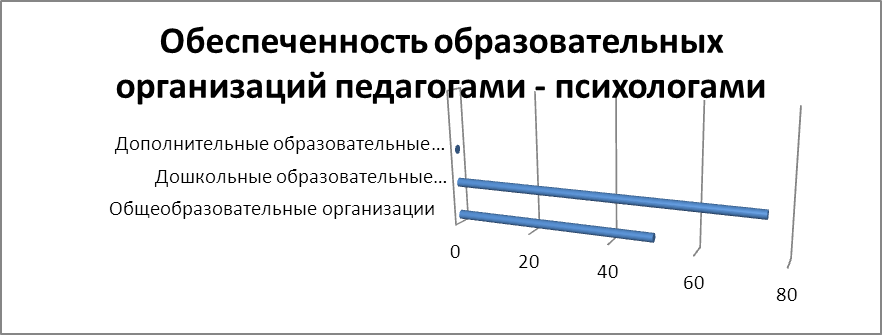 Обеспеченность образовательных
организаций педагогами - психологами
Дополнительные образовательные...
Дошкольные образовательные...
Общеобразовательные организации
0
20
40
60
80